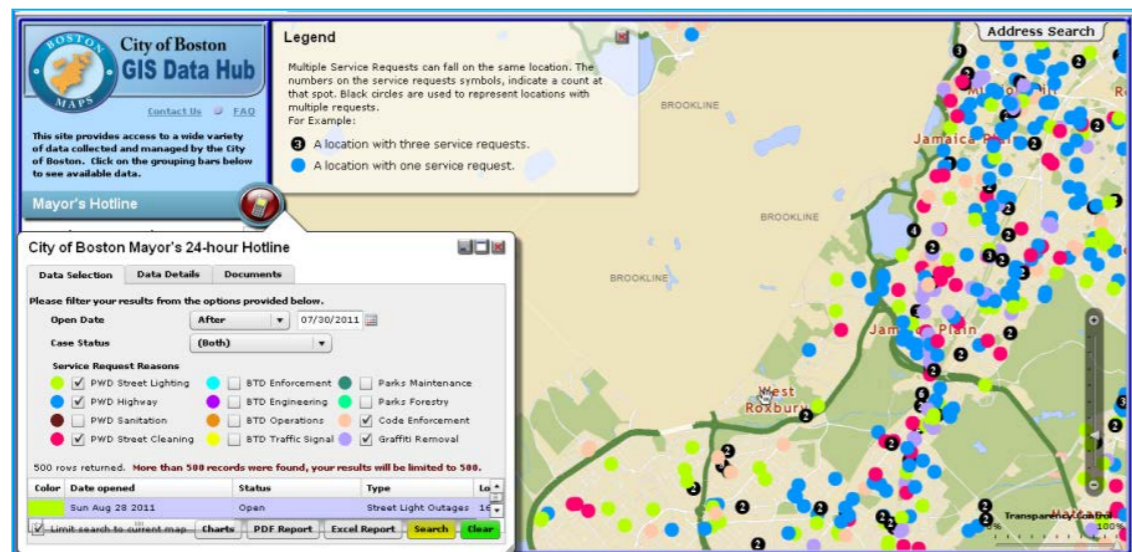 BOSTON
MAPS
City of Boston
GIS Data Hub
Contact Us
FAQ
This site provides access to a wide variety
of data collected and managed by the City
of Boston. Click on the grouping bars below
to see available data.
Mayor's Hotline
Legend
Multiple Service Requests can fall on the same location. The
numbers on the service requests symbols, indicate a count at
that spot. Black circles are used to represent locations with
multiple requests.
For Example:
3 A location with three service requests.
A location with one service request.
City of Boston Mayor's 24-hour Hotline
Data Selection Data Details Documents
Please filter your results from the options provided below.
Open Date After 07/30/2011
Case Status (Both)
Service Request Reasons
PWD Street Lighting BTD Enforcement Parks Maintenance
PWD Highway BTD Engineering Parks Forestry
PWD Sanitation BTD Operations Code Enforcement
PWD Street Cleaning BTD Traffic Signal Graffiti Removal
500 rows returned. More than 500 records were found, your results will be limited to 500.
Color Date opened Status Type Lo
Sun Aug 28 2011 Open Street Light Outages 16
Limit search to current map Charts PDF Report Excel Report Search Clear
Address Search
BROOKLINE
Jamaica Plain
BROOKLINE
BROOKLINE
Jamaica Plain
West
Roxbury
Transparency Control
0% 100%